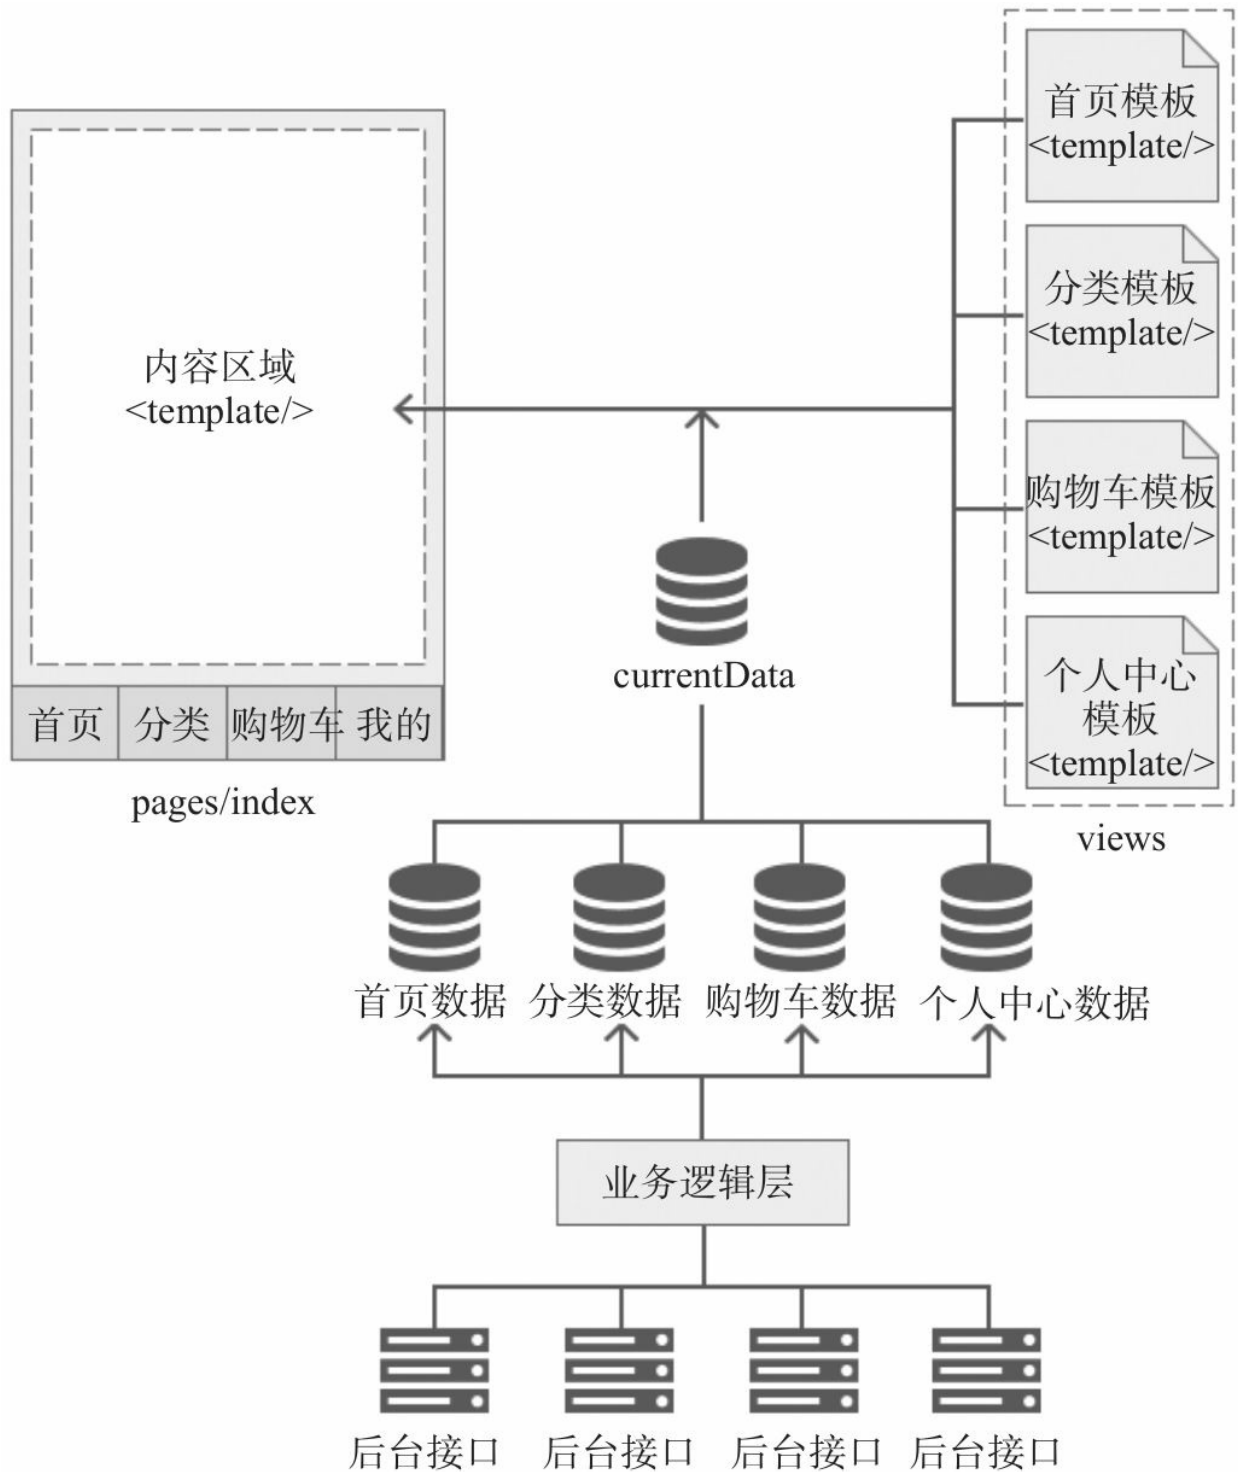 首页模板
<template/>
分类模板
<template/>
内容区域
<template/>
购物车模板
<template/>
currentData
个人中心
模板
<template/>
首页 分类 购物车 我的
pages/index
views
首页数据 分类数据 购物车数据 个人中心数据
业务逻辑层
后台接口 后台接口 后台接口 后台接口